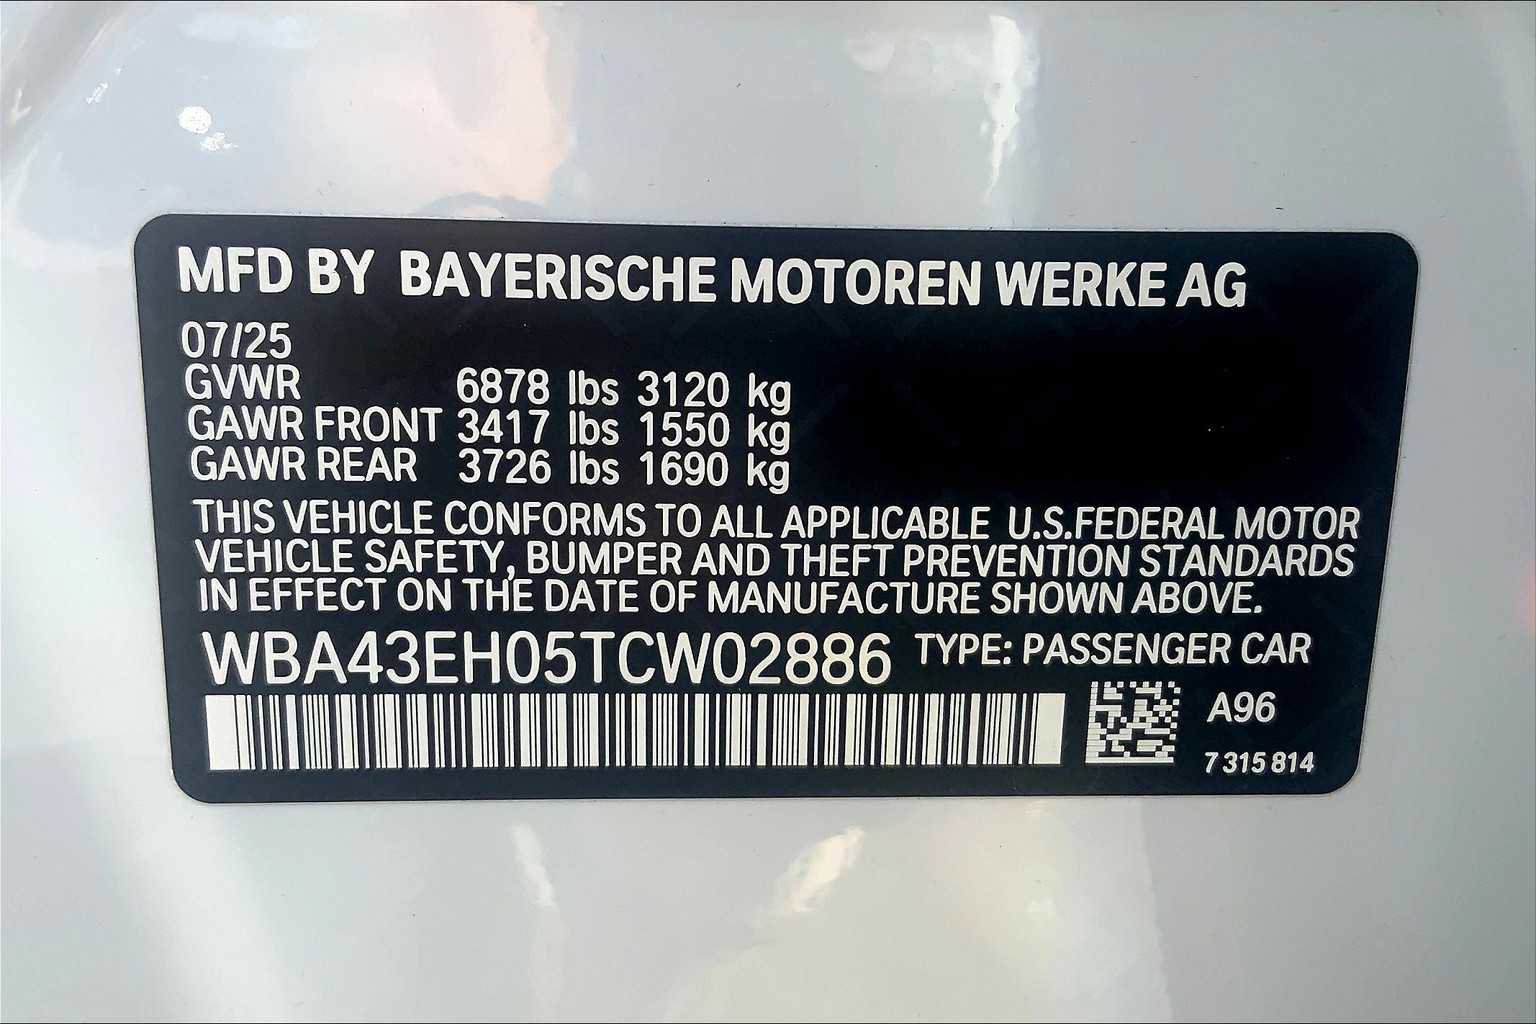 MFD BY BAYERISCHE MOTOREN WERKE AG
07/25
GVWR 6878 lbs 3120 kg
GAWR FRONT 3417 lbs 1550 kg
GAWR REAR 3726 lbs 1690 kg
THIS VEHICLE CONFORMS TO ALL APPLICABLE U.S.FEDERAL MOTOR
VEHICLE SAFETY, BUMPER AND THEFT PREVENTION STANDARDS
IN EFFECT ON THE DATE OF MANUFACTURE SHOWN ABOVE.
WBA43EH05TCW02886 TYPE: PASSENGER CAR
A96
7 315 814